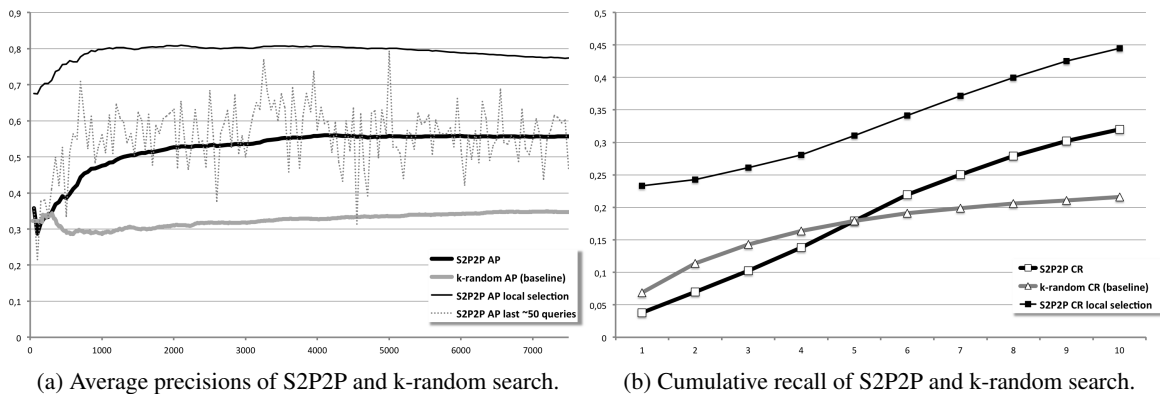 0,9
0,8
0,7
0,6
0,5
0,4
0,3
0,2
0,1
0
0 1000 2000 3000 4000 5000 6000 7000
S2P2P AP
k-random AP (baseline)
S2P2P AP local selection
S2P2P AP last ~50 queries
(a) Average precisions of S2P2P and k-random search.
0,5
0,45
0,4
0,35
0,3
0,25
0,2
0,15
0,1
0,05
0
1 2 3 4 5 6 7 8 9 10
S2P2P CR
k-random CR (baseline)
S2P2P CR local selection
(b) Cumulative recall of S2P2P and k-random search.